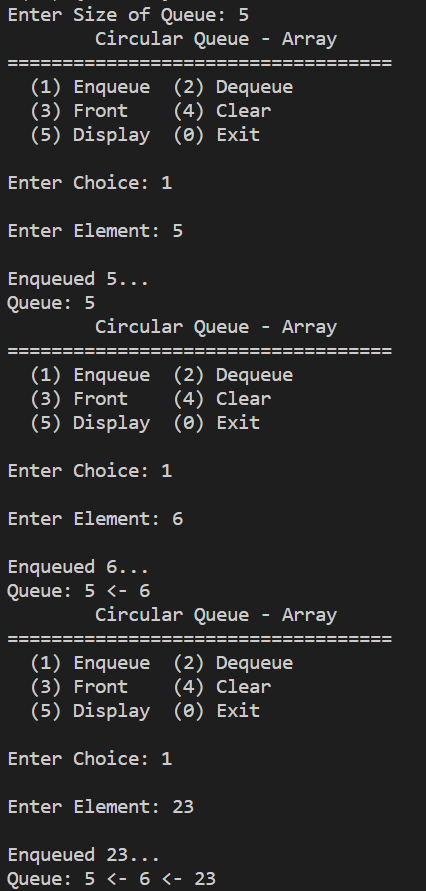 Enter Size of Queue: 5
        Circular Queue - Array
===================================
  (1) Enqueue  (2) Dequeue
  (3) Front    (4) Clear
  (5) Display  (0) Exit

Enter Choice: 1

Enter Element: 5

Enqueued 5...
Queue: 5
        Circular Queue - Array
===================================
  (1) Enqueue  (2) Dequeue
  (3) Front    (4) Clear
  (5) Display  (0) Exit

Enter Choice: 1

Enter Element: 6

Enqueued 6...
Queue: 5 <- 6
        Circular Queue - Array
===================================
  (1) Enqueue  (2) Dequeue
  (3) Front    (4) Clear
  (5) Display  (0) Exit

Enter Choice: 1

Enter Element: 23

Enqueued 23...
Queue: 5 <- 6 <- 23